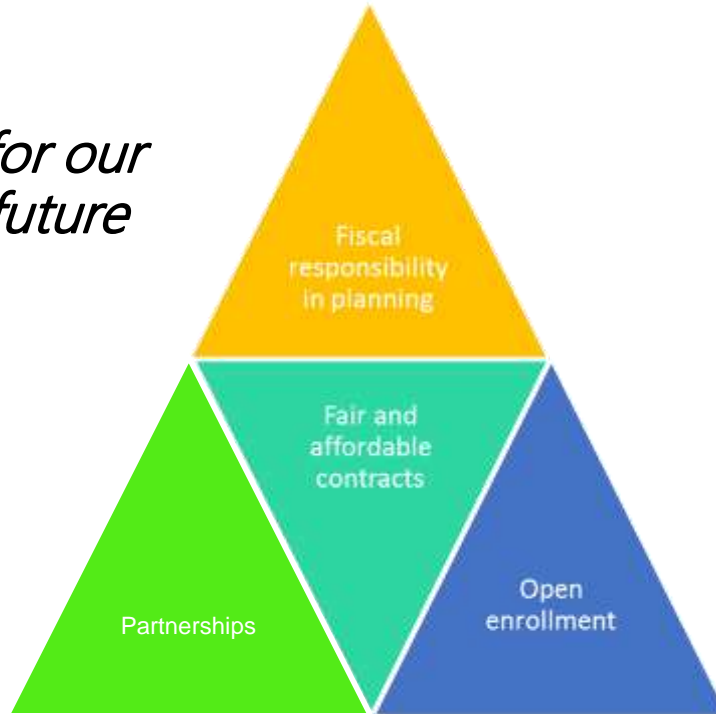 for our
future
Fiscal
responsibility
in planning
Fair and
affordable
contracts
Partnerships
Open
enrollment